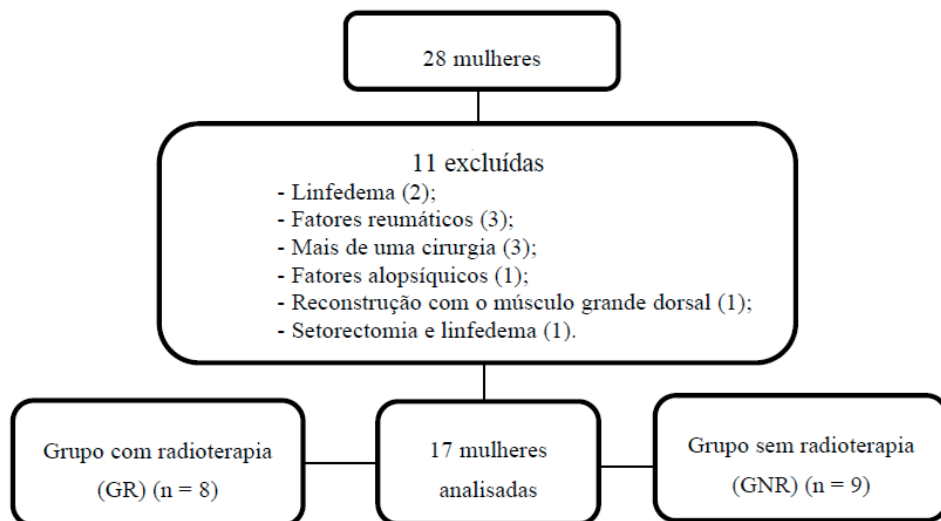 28 mulheres
11 excluídas
- Linfedema (2);
- Fatores reumáticos (3);
- Mais de uma cirurgia (3);
- Fatores alopsíquicos (1);
- Reconstrução com o músculo grande dorsal (1);
- Setorectomia e linfedema (1).
Grupo com radioterapia
(GR) (n = 8)
17 mulheres
analisadas
Grupo sem radioterapia
(GNR) (n = 9)